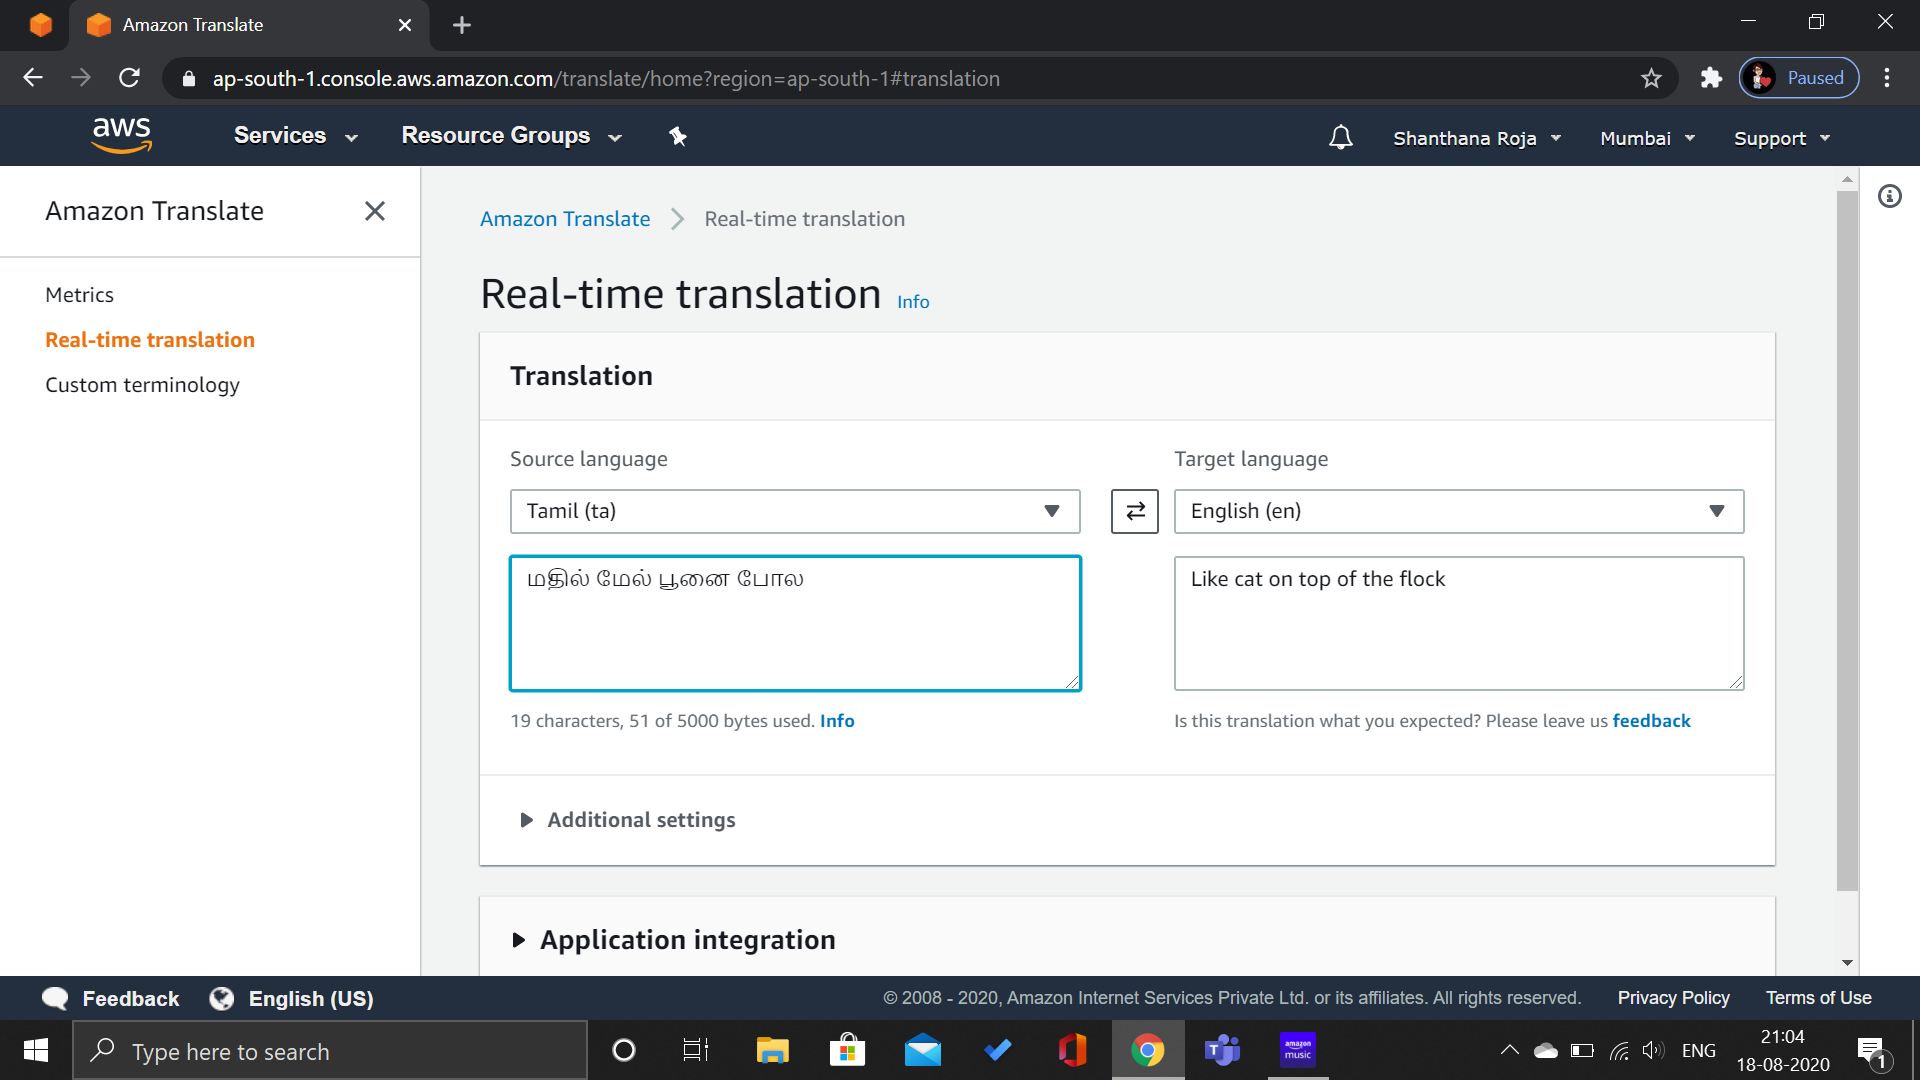 Amazon Translate
ap-south-1.console.aws.amazon.com/translate/home?region=ap-south-1#translation
Paused
aws
Services
Resource Groups
Shanthana Roja
Mumbai
Support
Amazon Translate
Metrics
Real-time translation
Custom terminology
Amazon Translate
Real-time translation
Real-time translation Info
Translation
Source language
Target language
Tamil (ta)
English (en)
மதில் மேல் பூனை போல
Like cat on top of the flock
19 characters, 51 of 5000 bytes used. Info
Is this translation what you expected? Please leave us feedback
Additional settings
Application integration
Feedback
English (US)
© 2008 - 2020, Amazon Internet Services Private Ltd. or its affiliates. All rights reserved.
Privacy Policy
Terms of Use
Type here to search
amazon
music
ENG
21:04
18-08-2020
1